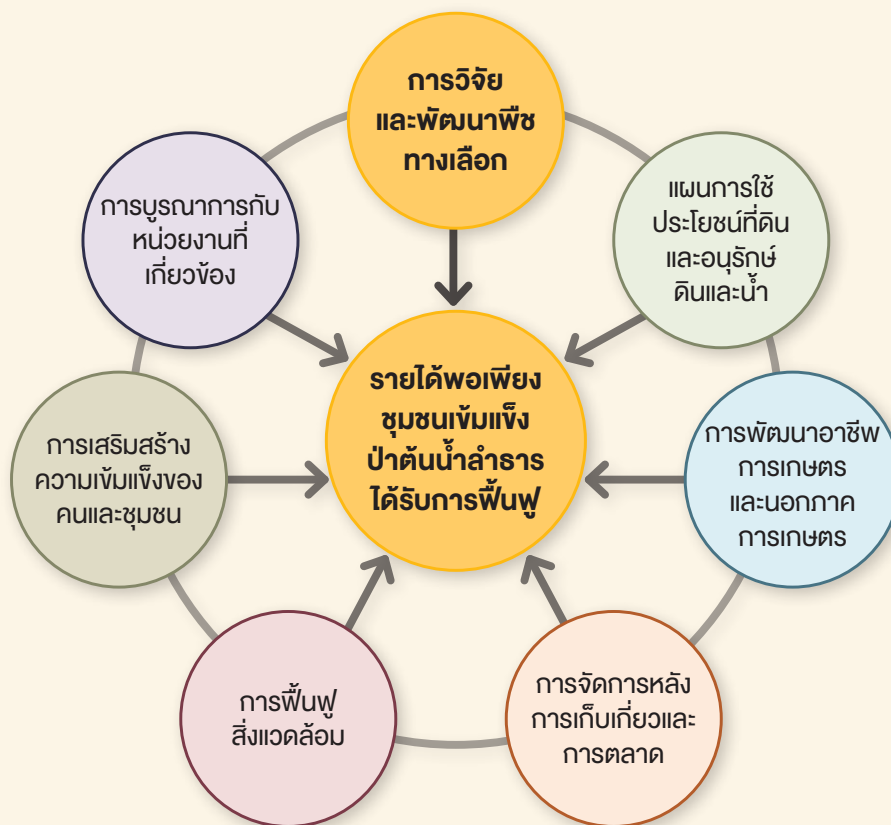 การวิจัย
และพัฒนาพืช
ทางเลือก
แผนการใช้
ประโยชน์ที่ดิน
และอนุรักษ์
ดินและน้ำ
การพัฒนาอาชีพ
การเกษตร
และนอกภาค
การเกษตร
การจัดการหลัง
การเก็บเกี่ยวและ
การตลาด
การฟื้นฟู
สิ่งแวดล้อม
การเสริมสร้าง
ความเข้มแข็งของ
คนและชุมชน
การบูรณาการกับ
หน่วยงานที่
เกี่ยวข้อง
รายได้พอเพียง
ชุมชนเข้มแข็ง
ป่าต้นน้ำลำธาร
ได้รับการฟื้นฟู